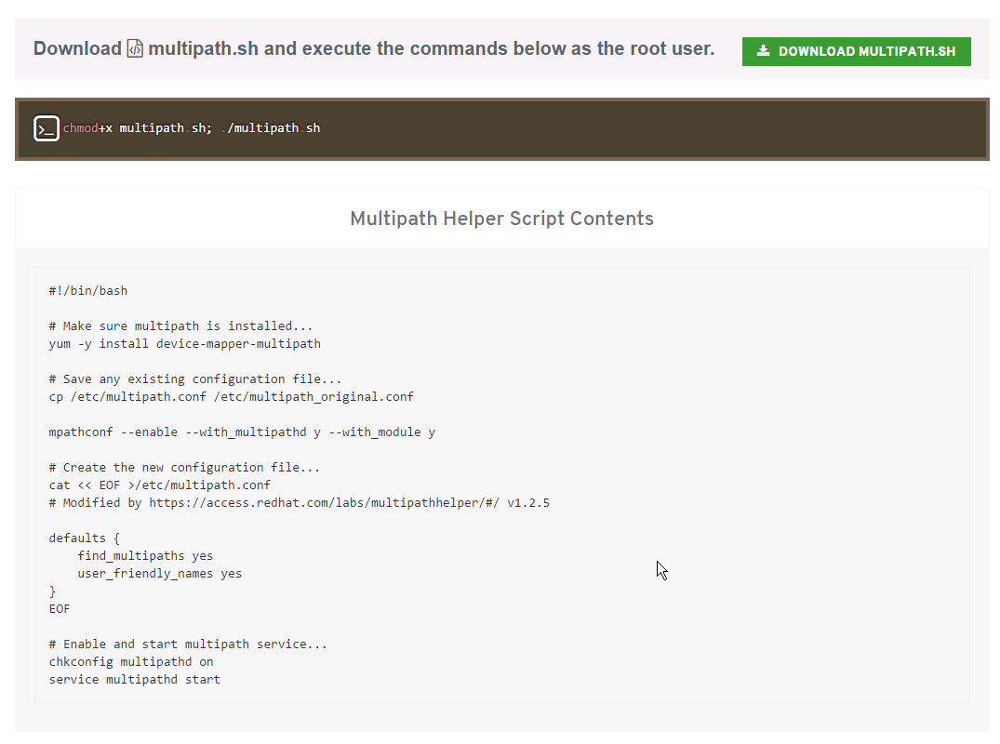 Download multipath.sh and execute the commands below as the root user.
DOWNLOAD MULTIPATH.SH
chmod+x multipath.sh; ./multipath.sh
Multipath Helper Script Contents
#!/bin/bash
# Make sure multipath is installed...
yum -y install device-mapper-multipath
# Save any existing configuration file...
cp /etc/multipath.conf /etc/multipath_original.conf
mpathconf --enable --with_multipathd y --with_module y
# Create the new configuration file...
cat << EOF >/etc/multipath.conf
# Modified by https://access.redhat.com/labs/multipathhelper/#/ v1.2.5
defaults {
    find_multipaths yes
    user_friendly_names yes
}
EOF
# Enable and start multipath service...
chkconfig multipathd on
service multipathd start